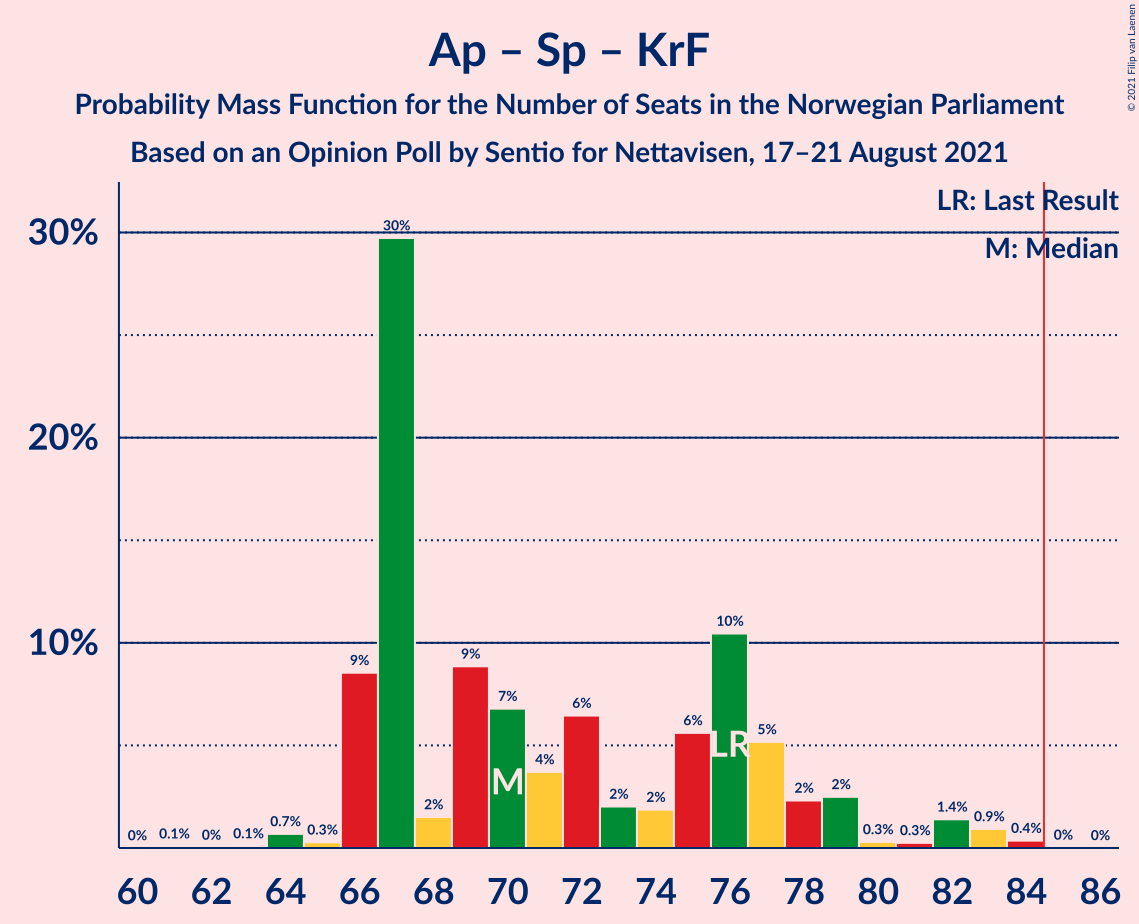 Ap – Sp – KrF
Probability Mass Function for the Number of Seats in the Norwegian Parliament
Based on an Opinion Poll by Sentio for Nettavisen, 17–21 August 2021
© 2021 Filip van Laenen
LR: Last Result
M: Median
30%
20%
10%
0% 0.1% 0% 0.1% 0.7% 0.3% 9% 30% 2% 9% 7% 4% 6% 2% 2% 6% 10% 5% 2% 2% 0.3% 0.3% 1.4% 0.9% 0.4% 0% 0%
M LR
60 62 64 66 68 70 72 74 76 78 80 82 84 86